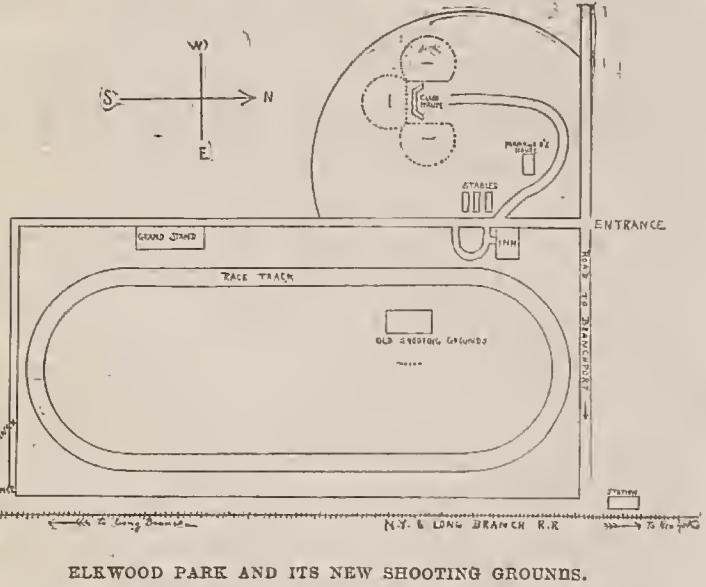 W
S
N
E
CLUB
HOUSE
HOUSE
STABLES
ENTRANCE
GRAND STAND
INN
RACE TRACK
ROAD TO BRANCHPORT
OLD SHOOTING GROUNDS
STATION
to Long Branch
N.Y. & LONG BRANCH R.R
to New York
ELKWOOD PARK AND ITS NEW SHOOTING GROUNDS.